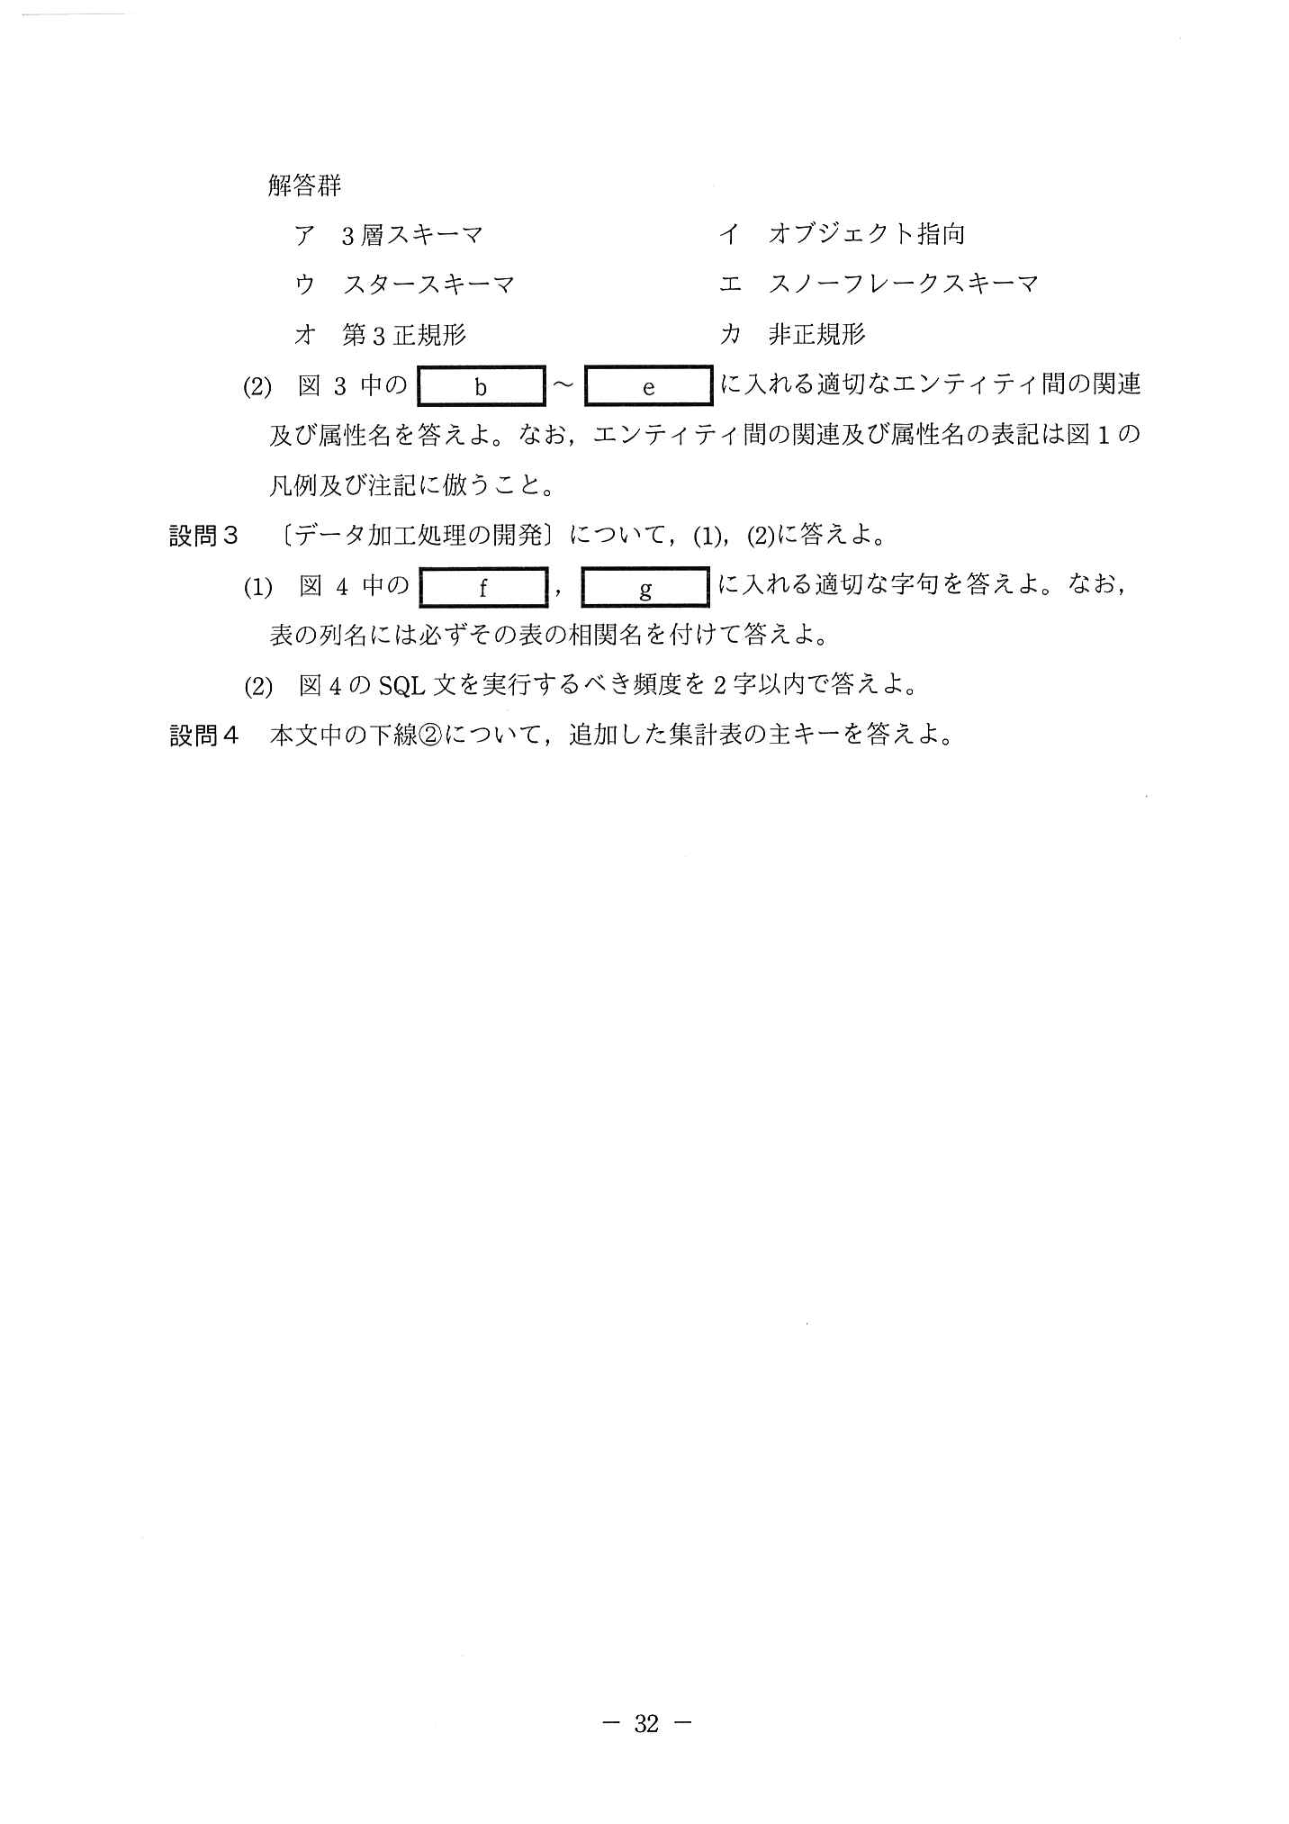 解答群
ア 3層スキーマ イ オブジェクト指向
ウ スタースキーマ エ スノーフレークスキーマ
オ 第3正規形 カ 非正規形
(2) 図 3 中の b ～ e に入れる適切なエンティティ間の関連
及び属性名を答えよ。なお，エンティティ間の関連及び属性名の表記は図 1 の
凡例及び注記に倣うこと。
設問3 〔データ加工処理の開発〕について，(1)，(2)に答えよ。
(1) 図 4 中の f ， g に入れる適切な字句を答えよ。なお，
表の列名には必ずその表の相関名を付けて答えよ。
(2) 図 4 の SQL 文を実行するべき頻度を 2 字以内で答えよ。
設問4 本文中の下線②について，追加した集計表の主キーを答えよ。
－ 32 －